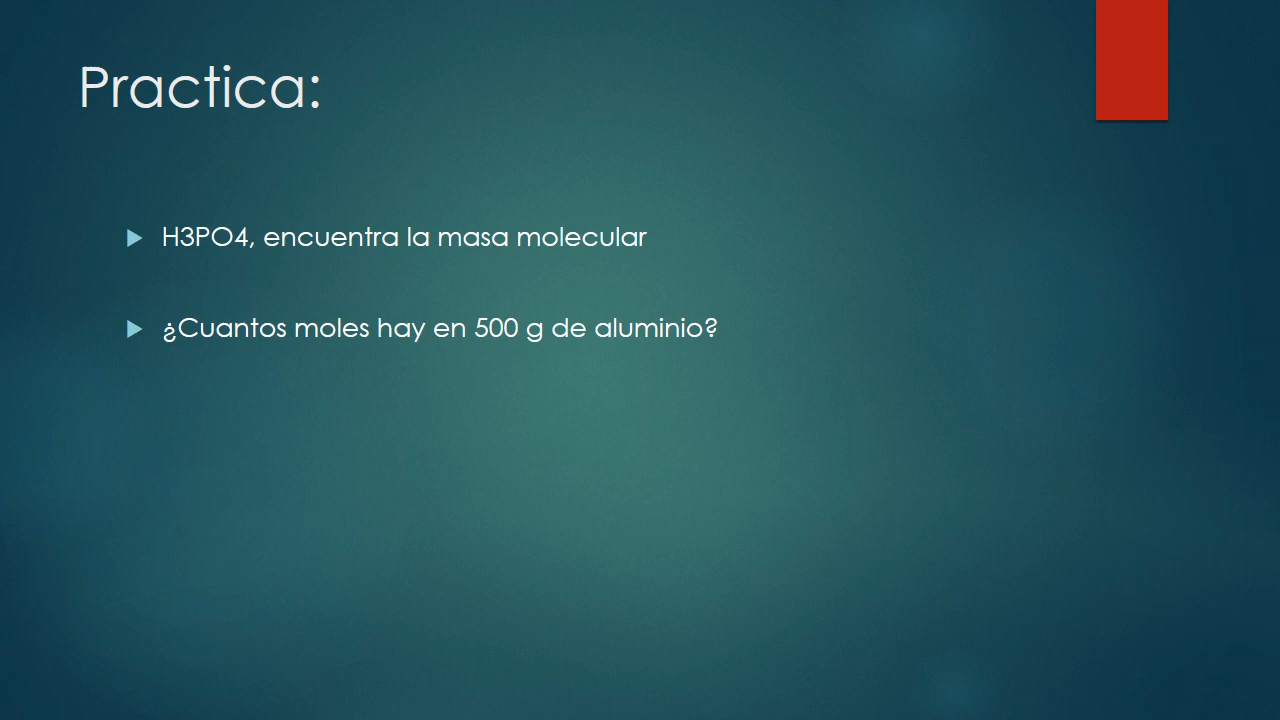 Practica:
H3PO4, encuentra la masa molecular
¿Cuantos moles hay en 500 g de aluminio?